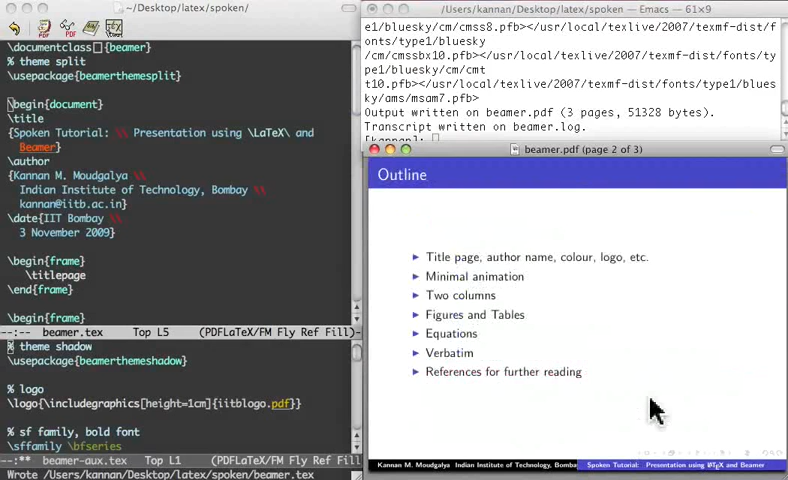 ~/Desktop/latex/spoken/
\documentclass[]{beamer}
% theme split
\usepackage{beamerthemesplit}
\begin{document}
\title
{Spoken Tutorial: \\ Presentation using \LaTeX\ and
Beamer}
\author
{Kannan M. Moudgalya \\
Indian Institute of Technology, Bombay \\
kannan@iitb.ac.in}
\date{IIT Bombay \\
3 November 2009}
\begin{frame}
\titlepage
\end{frame}
\begin{frame}
--:-- beamer.tex Top L5 (PDFLaTeX/FM Fly Ref Fill)-
% theme shadow
\usepackage{beamerthemeshadow}
% logo
\logo{\includegraphics[height=1cm]{iitblogo.pdf}}
% sf family, bold font
\sffamily \bfseries
--:** beamer-aux.tex Top L1 (PDFLaTeX/FM Fly Ref Fill)
Wrote /Users/kannan/Desktop/latex/spoken/beamer.tex
~/Desktop/latex/spoken — Emacs — 61×9
e1/bluesky/cm/cmss8.pfb></usr/local/texlive/2007/texmf-dist/f
onts/type1/bluesky
/cm/cmssbx10.pfb></usr/local/texlive/2007/texmf-dist/fonts/ty
pe1/bluesky/cm/cmt
t10.pfb></usr/local/texlive/2007/texmf-dist/fonts/type1/blues
ky/ams/msam7.pfb>
Output written on beamer.pdf (3 pages, 51328 bytes).
Transcript written on beamer.log.
[kannan]:
beamer.pdf (page 2 of 3)
Outline
Title page, author name, colour, logo, etc.
Minimal animation
Two columns
Figures and Tables
Equations
Verbatim
References for further reading
Kannan M. Moudgalya Indian Institute of Technology, Bomba
Spoken Tutorial: Presentation using LaTeX and Beamer